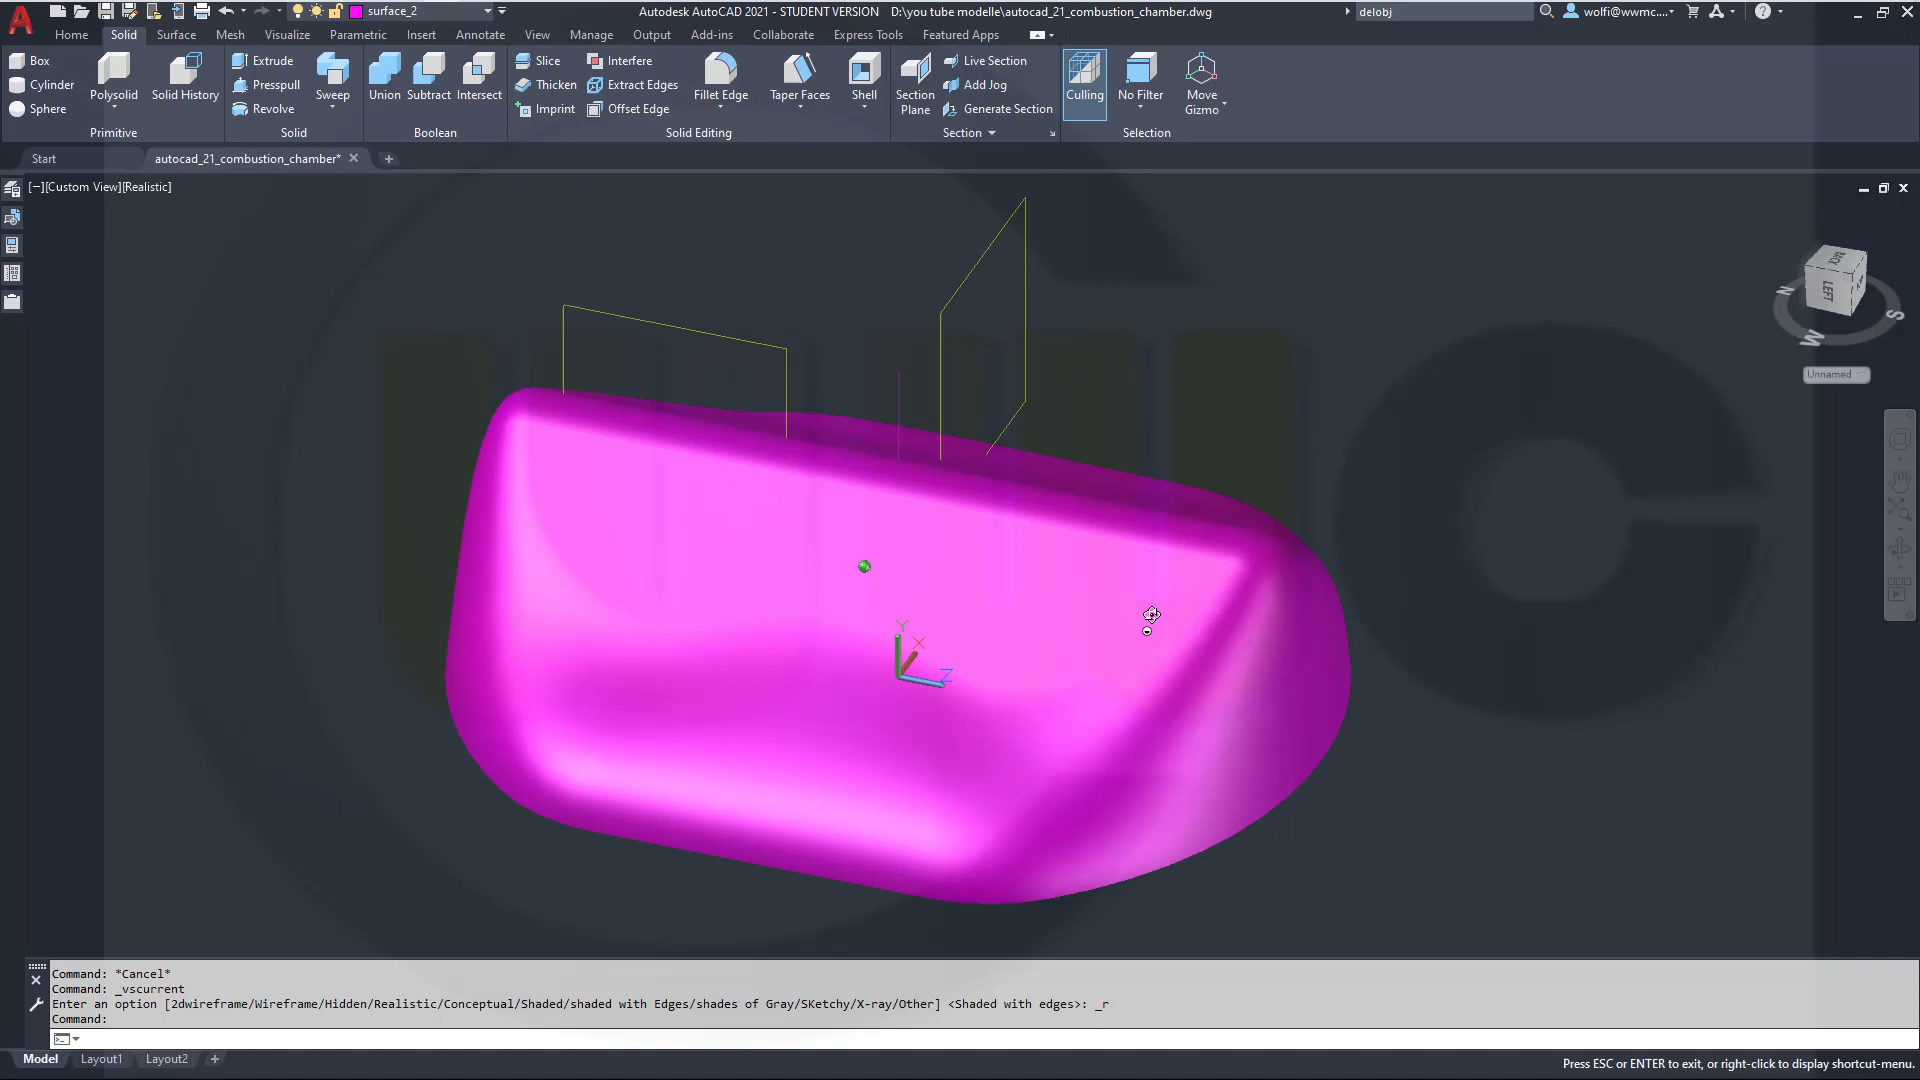 surface_2
Autodesk AutoCAD 2021 - STUDENT VERSION D:\you tube modelle\autocad_21_combustion_chamber.dwg
delobj
wolfi@wwmc....
Home Solid Surface Mesh Visualize Parametric Insert Annotate View Manage Output Add-ins Collaborate Express Tools Featured Apps
Box
Cylinder
Sphere
Polysolid
Solid History
Primitive
Extrude
Presspull
Revolve
Sweep
Solid
Union
Subtract
Intersect
Boolean
Slice
Thicken
Imprint
Interfere
Extract Edges
Offset Edge
Fillet Edge
Taper Faces
Shell
Solid Editing
Section
Plane
Live Section
Add Jog
Generate Section
Section
Culling
No Filter
Move
Gizmo
Selection
Start
autocad_21_combustion_chamber*
[−][Custom View][Realistic]
BACK
LEFT
N
S
W
Unnamed
Y
X
Z
Command: *Cancel*
Command: _vscurrent
Enter an option [2dwireframe/Wireframe/Hidden/Realistic/Conceptual/Shaded/shaded with Edges/shades of Gray/SKetchy/X-ray/Other] <Shaded with edges>: _r
Command:
Model Layout1 Layout2 +
Press ESC or ENTER to exit, or right-click to display shortcut-menu.